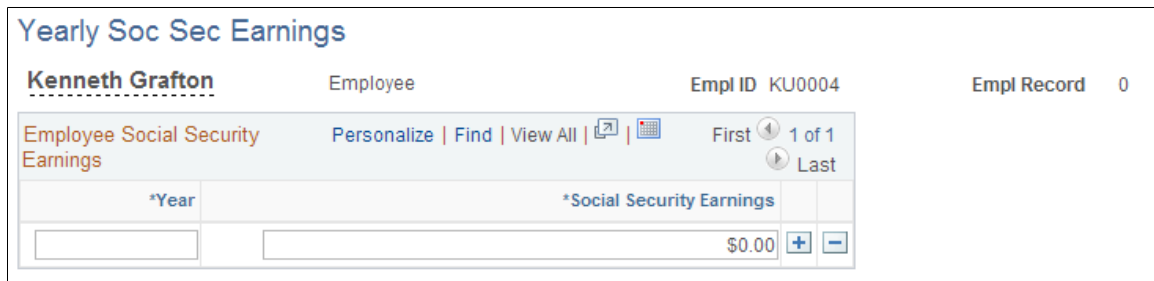 Yearly Soc Sec Earnings
Kenneth Grafton Employee Empl ID KU0004 Empl Record 0
Employee Social Security Earnings Personalize | Find | View All | | First 1 of 1 Last
*Year *Social Security Earnings
$0.00